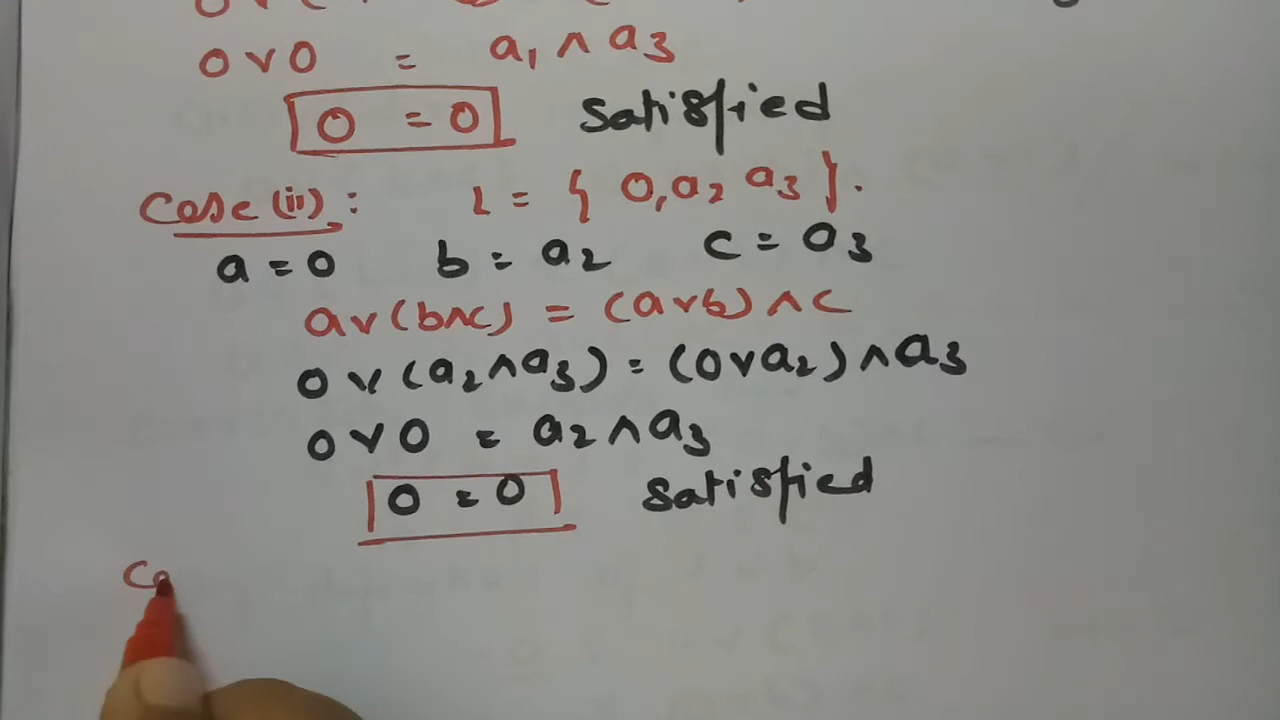 0 ∨ 0 = a₁ ∧ a₃
0 = 0 Satisfied
Case (ii) : L = { 0, a₂ a₃ }.
a = 0 b = a₂ c = a₃
a ∨ (b ∧ c) = (a ∨ b) ∧ c
0 ∨ (a₂ ∧ a₃) = (0 ∨ a₂) ∧ a₃
0 ∨ 0 = a₂ ∧ a₃
0 = 0 Satisfied
Ca